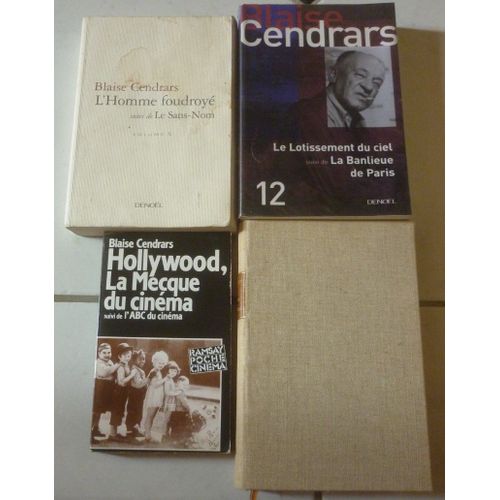 Blaise Cendrars
L'Homme foudroyé
suivi de Le Sans-Nom
DENOËL
Blaise
Cendrars
Le Lotissement du ciel
suivi de La Banlieue
de Paris
12
DENOËL
Blaise Cendrars
Hollywood,
La Mecque
du cinéma
suivi de l'ABC du cinéma
RAMSAY
POCHE
CINEMA